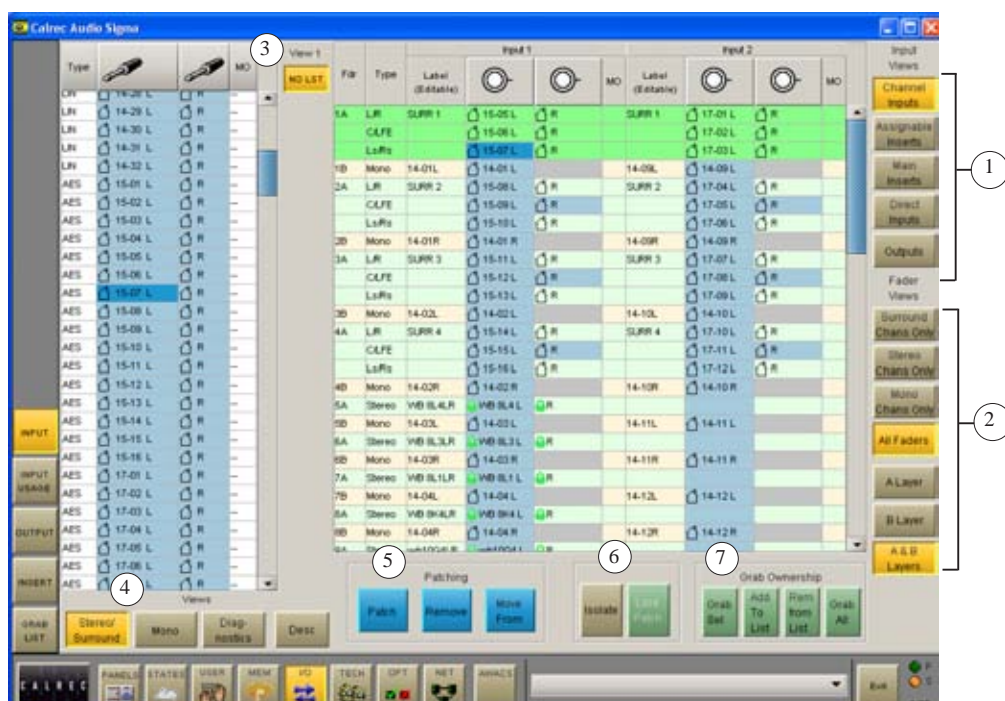 Calrec Audio Sigma
Type MO 3 View 1 Fdr Type Input 1 Input 2 Input Views
Label (Editable) MO Label (Editable) MO
NO LST
LIN 14-28 L R
LIN 14-29 L R –
LIN 14-30 L R –
LIN 14-31 L R –
LIN 14-32 L R –
AES 15-01 L R –
AES 15-02 L R –
AES 15-03 L R –
AES 15-04 L R –
AES 15-05 L R –
AES 15-06 L R –
AES 15-07 L R –
AES 15-08 L R –
AES 15-09 L R –
AES 15-10 L R –
AES 15-11 L R –
AES 15-12 L R –
AES 15-13 L R –
AES 15-14 L R –
AES 15-15 L R –
AES 15-16 L R –
AES 17-01 L R –
AES 17-02 L R –
AES 17-03 L R –
AES 17-04 L R –
AES 17-05 L R –
AES 17-06 L R –
AES L R –
1A L/R SURR 1 15-05 L R SURR 1 17-01 L R
C/LFE 15-06 L R 17-02 L R
Ls/Rs 15-07 L R 17-03 L R
1B Mono 14-01L 14-01 L 14-09L 14-09 L
2A L/R SURR 2 15-08 L R SURR 2 17-04 L R
C/LFE 15-09 L R 17-05 L R
Ls/Rs 15-10 L R 17-06 L R
2B Mono 14-01R 14-01 R 14-09R 14-09 R
3A L/R SURR 3 15-11 L R SURR 3 17-07 L R
C/LFE 15-12 L R 17-08 L R
Ls/Rs 15-13 L R 17-09 L R
3B Mono 14-02L 14-02 L 14-10L 14-10 L
4A L/R SURR 4 15-14 L R SURR 4 17-10 L R
C/LFE 15-15 L R 17-11 L R
Ls/Rs 15-16 L R 17-12 L R
4B Mono 14-02R 14-02 R 14-10R 14-10 R
5A Stereo WB 8L4LR WB 8L4 L R
5B Mono 14-03L 14-03 L 14-11L 14-11 L
6A Stereo WB 8L3LR WB 8L3 L R
6B Mono 14-03R 14-03 R 14-11R 14-11 R
7A Stereo WB 8L1LR WB 8L1 L R
7B Mono 14-04L 14-04 L 14-12L 14-12 L
8A Stereo WB 8K4LR WB 8K4 L R
8B Mono 14-04R 14-04 R 14-12R 14-12 R
9A
Channel Inputs
Assignable Inserts
Main Inserts
Direct Inputs
Outputs
1
Fader Views
Surround Chans Only
Stereo Chans Only
Mono Chans Only
All Faders
A Layer
B Layer
A & B Layers
2
INPUT
INPUT USAGE
OUTPUT
INSERT
GRAB LIST
4
Views
Stereo/ Surround
Mono
Diag- nostics
Desc
5
Patching
Patch
Remove
Move From
6
Isolate
Patch
7
Grab Ownership
Grab Sel
Add To List
Rem from List
Grab All
CALREC PANELS STATES USER MEM I/O TECH OPT NET AWACS Exit P S